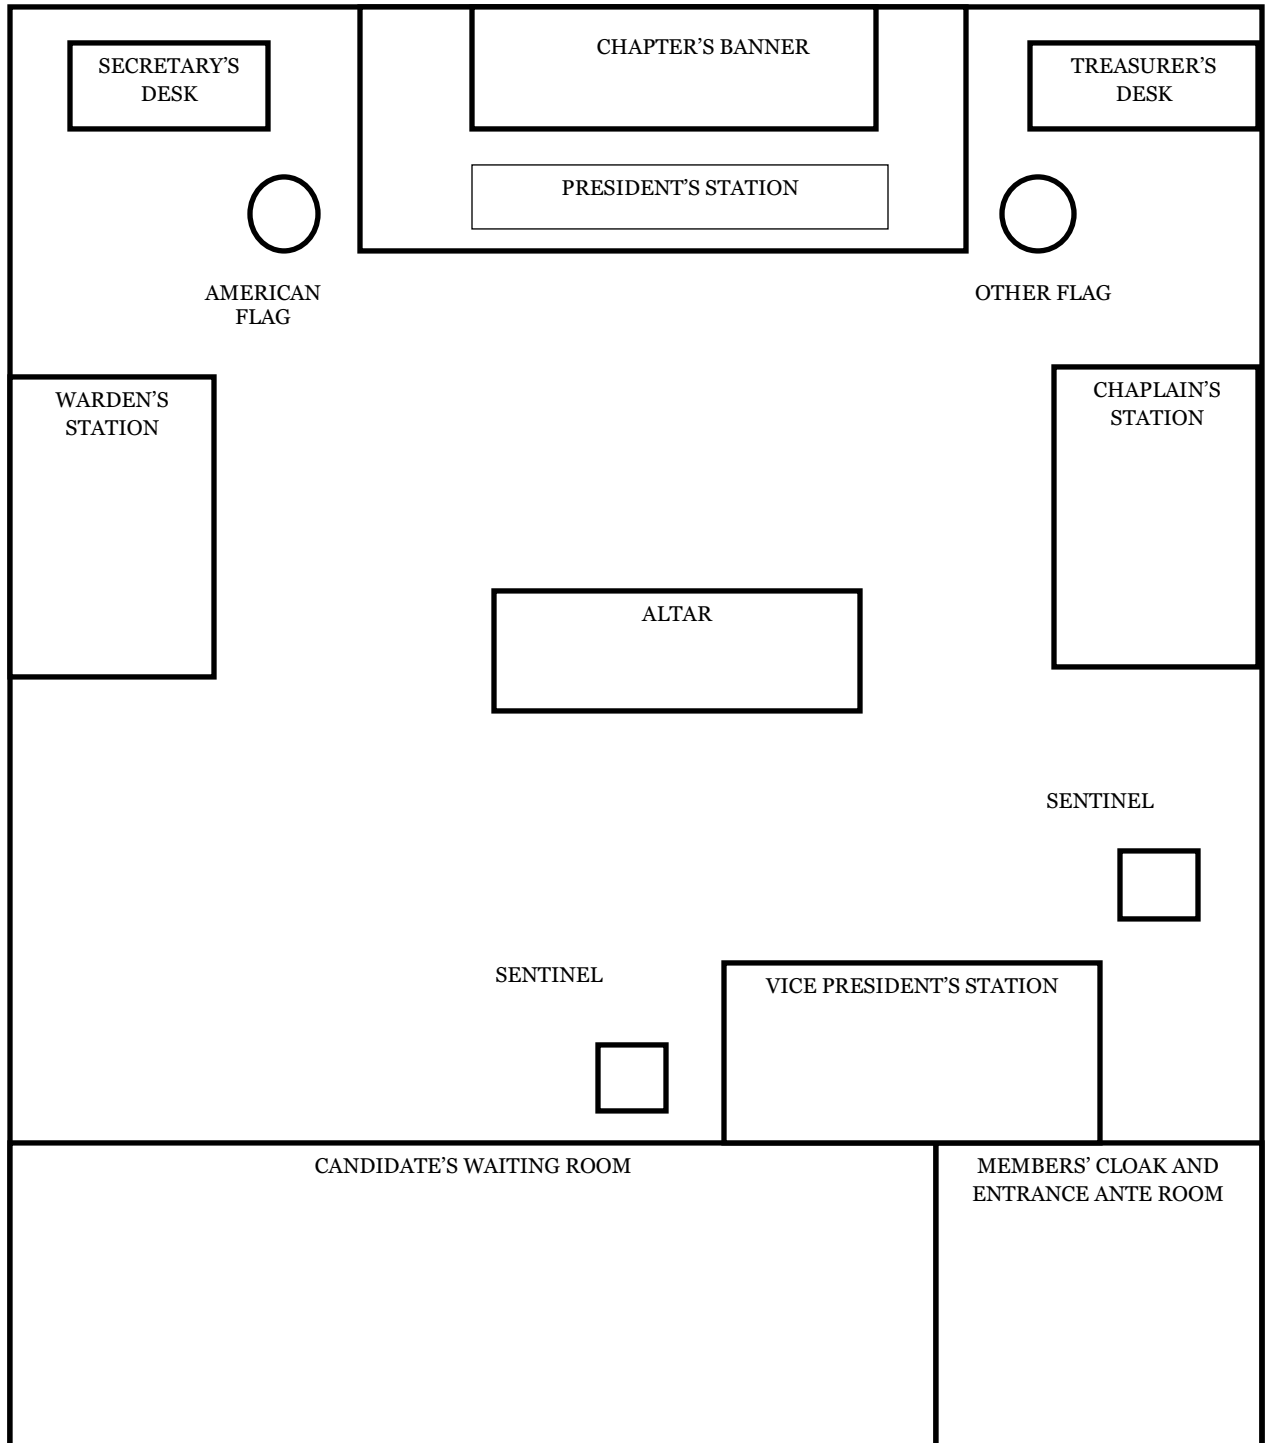 CHAPTER’S BANNER
SECRETARY’S
DESK
TREASURER’S
DESK
PRESIDENT’S STATION
AMERICAN
FLAG
OTHER FLAG
WARDEN’S
STATION
CHAPLAIN’S
STATION
ALTAR
SENTINEL
SENTINEL
VICE PRESIDENT’S STATION
CANDIDATE’S WAITING ROOM
MEMBERS’ CLOAK AND
ENTRANCE ANTE ROOM